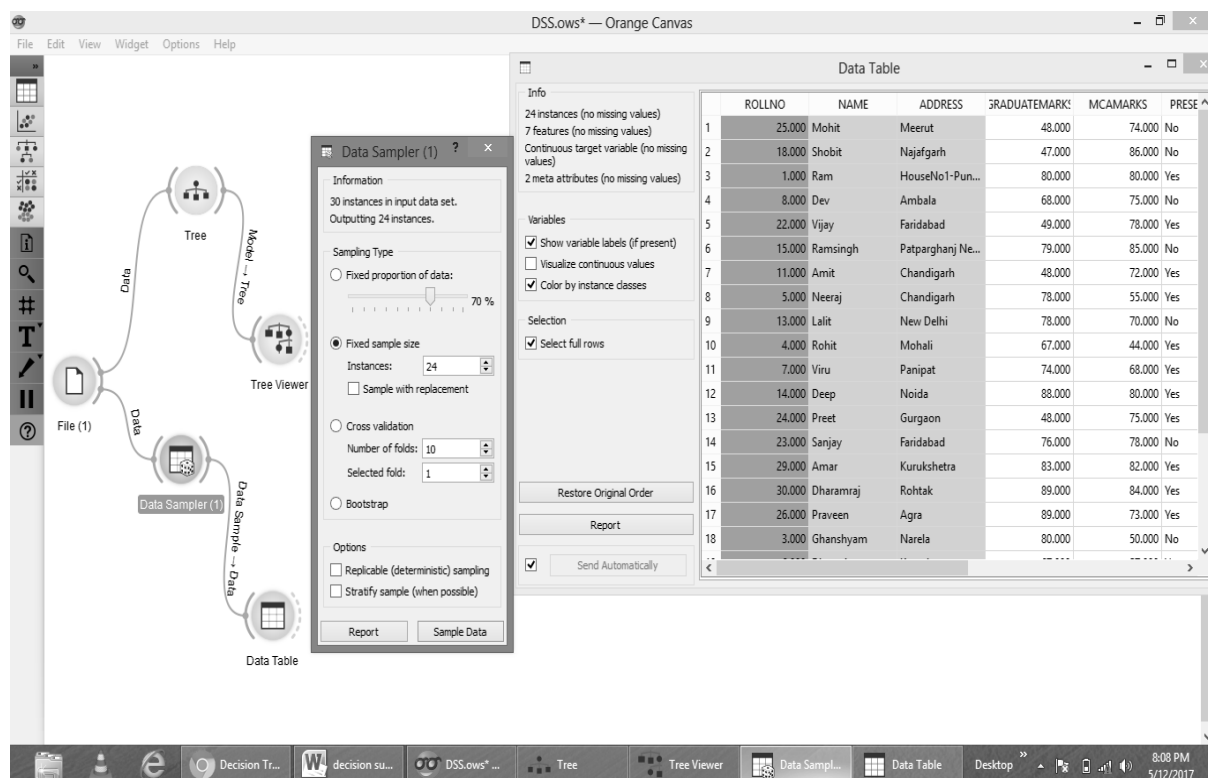 DSS.ows* — Orange Canvas
File Edit View Widget Options Help
Data
Tree
Model → Tree
Tree Viewer
File (1)
Data
Data Sampler (1)
Data Sample → Data
Data Table
Data Sampler (1) ? ×
Information
30 instances in input data set.
Outputting 24 instances.
Sampling Type
Fixed proportion of data:
70 %
Fixed sample size
Instances: 24
Sample with replacement
Cross validation
Number of folds: 10
Selected fold: 1
Bootstrap
Options
Replicable (deterministic) sampling
Stratify sample (when possible)
Report Sample Data
Data Table
Info
24 instances (no missing values)
7 features (no missing values)
Continuous target variable (no missing
values)
2 meta attributes (no missing values)
Variables
Show variable labels (if present)
Visualize continuous values
Color by instance classes
Selection
Select full rows
Restore Original Order
Report
Send Automatically
ROLLNO NAME ADDRESS GRADUATEMARKS MCAMARKS PRESE
1 25.000 Mohit Meerut 48.000 74.000 No
2 18.000 Shobit Najafgarh 47.000 86.000 No
3 1.000 Ram HouseNo1-Pun... 80.000 80.000 Yes
4 8.000 Dev Ambala 68.000 75.000 No
5 22.000 Vijay Faridabad 49.000 78.000 Yes
6 15.000 Ramsingh Patparghanj Ne... 79.000 85.000 No
7 11.000 Amit Chandigarh 48.000 72.000 Yes
8 5.000 Neeraj Chandigarh 78.000 55.000 Yes
9 13.000 Lalit New Delhi 78.000 70.000 No
10 4.000 Rohit Mohali 67.000 44.000 Yes
11 7.000 Viru Panipat 74.000 68.000 Yes
12 14.000 Deep Noida 88.000 80.000 Yes
13 24.000 Preet Gurgaon 48.000 75.000 Yes
14 23.000 Sanjay Faridabad 76.000 78.000 No
15 29.000 Amar Kurukshetra 83.000 82.000 Yes
16 30.000 Dharamraj Rohtak 89.000 84.000 Yes
17 26.000 Praveen Agra 89.000 73.000 Yes
18 3.000 Ghanshyam Narela 80.000 50.000 No
Decision Tr... decision su... DSS.ows* ... Tree Tree Viewer Data Sampl... Data Table Desktop » 8:08 PM
5/12/2017